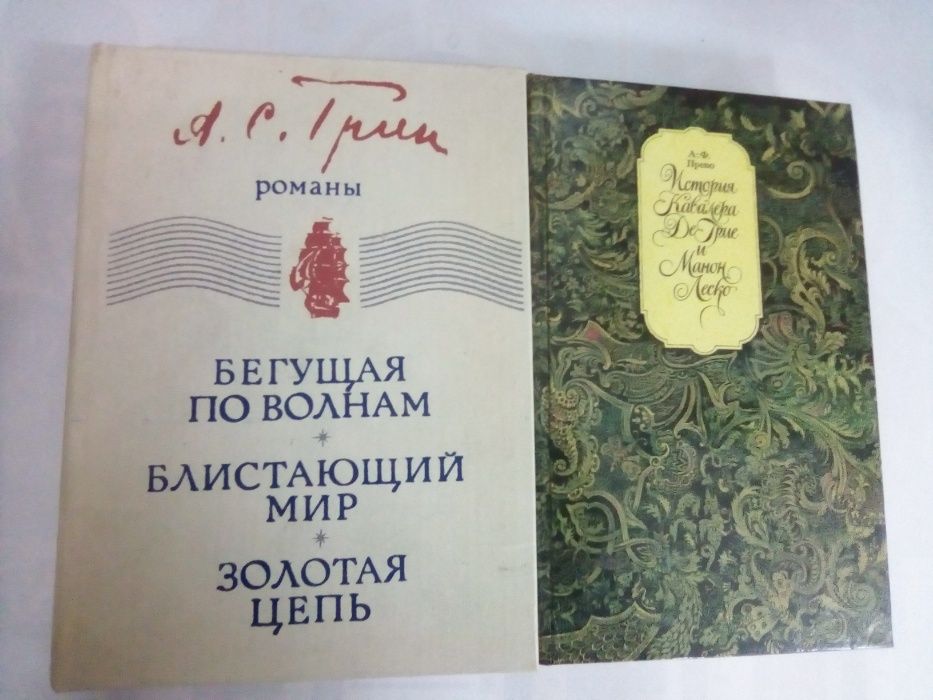 А. С. Грин
романы
БЕГУЩАЯ
ПО ВОЛНАМ
БЛИСТАЮЩИЙ
МИР
ЗОЛОТАЯ
ЦЕПЬ
А.-Ф.
Прево
История
Кавалера
Де Грие
и
Манон
Леско